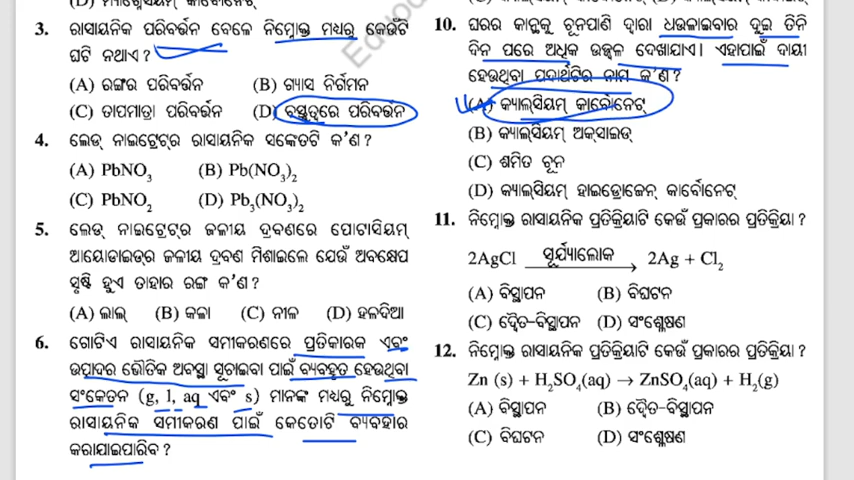 (D) ମ୍ୟାଗ୍ନେସିୟମ୍ କାର୍ବୋନେଟ୍
3. ରାସାୟନିକ ପରିବର୍ତ୍ତନ ବେଳେ ନିମ୍ନୋକ୍ତ ମଧ୍ୟରୁ କେଉଁଟି
ଘଟି ନଥାଏ ?
(A) ରଙ୍ଗର ପରିବର୍ତ୍ତନ (B) ଗ୍ୟାସ ନିର୍ଗମନ
(C) ତାପମାତ୍ରା ପରିବର୍ତ୍ତନ (D) ବସ୍ତୁତ୍ୱରେ ପରିବର୍ତ୍ତନ
4. ଲେଡ୍ ନାଇଟ୍ରେଟ୍‌ର ରାସାୟନିକ ସଙ୍କେତଟି କ'ଣ ?
(A) PbNO₃ (B) Pb(NO₃)₂
(C) PbNO₂ (D) Pb₃(NO₃)₂
5. ଲେଡ୍ ନାଇଟ୍ରେଟ୍‌ର ଜଳୀୟ ଦ୍ରବଣରେ ପୋଟାସିୟମ୍
ଆୟୋଡାଇଡ୍‌ର ଜଳୀୟ ଦ୍ରବଣ ମିଶାଇଲେ ଯେଉଁ ଅବକ୍ଷେପ
ସୃଷ୍ଟି ହୁଏ ତାହାର ରଙ୍ଗ କ'ଣ ?
(A) ଲାଲ୍ (B) କଳା (C) ନୀଳ (D) ହଳଦିଆ
6. ଗୋଟିଏ ରାସାୟନିକ ସମୀକରଣରେ ପ୍ରତିକାରକ ଏବଂ
ଉତ୍ପାଦର ଭୌତିକ ଅବସ୍ଥା ସୂଚାଇବା ପାଇଁ ବ୍ୟବହୃତ ହେଉଥିବା
ସଂକେତନ (g, l, aq ଏବଂ s) ମାନଙ୍କ ମଧ୍ୟରୁ ନିମ୍ନୋକ୍ତ
ରାସାୟନିକ ସମୀକରଣ ପାଇଁ କେତୋଟି ବ୍ୟବହାର
କରାଯାଇପାରିବ ?
10. ଘରର କାନ୍ଥକୁ ଚୂନପାଣି ଦ୍ୱାରା ଧଉଳାଇବାର ଦୁଇ ତିନି
ଦିନ ପରେ ଅଧିକ ଉଜ୍ଜ୍ୱଳ ଦେଖାଯାଏ। ଏହାପାଇଁ ଦାୟୀ
ହେଉଥିବା ପଦାର୍ଥଟିର ନାମ କ'ଣ ?
(A) କ୍ୟାଲ୍‌ସିୟମ୍ କାର୍ବୋନେଟ୍
(B) କ୍ୟାଲ୍‌ସିୟମ୍ ଅକ୍‌ସାଇଡ୍
(C) ଶମିତ ଚୂନ
(D) କ୍ୟାଲ୍‌ସିୟମ୍ ହାଇଡ୍ରୋଜେନ୍ କାର୍ବୋନେଟ୍
11. ନିମ୍ନୋକ୍ତ ରାସାୟନିକ ପ୍ରତିକ୍ରିୟାଟି କେଉଁ ପ୍ରକାରର ପ୍ରତିକ୍ରିୟା ?
2AgCl ସୂର୍ଯ୍ୟାଲୋକ → 2Ag + Cl₂
(A) ବିସ୍ଥାପନ (B) ବିଘଟନ
(C) ଦ୍ୱୈତ-ବିସ୍ଥାପନ (D) ସଂଶ୍ଳେଷଣ
12. ନିମ୍ନୋକ୍ତ ରାସାୟନିକ ପ୍ରତିକ୍ରିୟାଟି କେଉଁ ପ୍ରକାରର ପ୍ରତିକ୍ରିୟା ?
Zn (s) + H₂SO₄(aq) → ZnSO₄(aq) + H₂(g)
(A) ବିସ୍ଥାପନ (B) ଦ୍ୱୈତ-ବିସ୍ଥାପନ
(C) ବିଘଟନ (D) ସଂଶ୍ଳେଷଣ